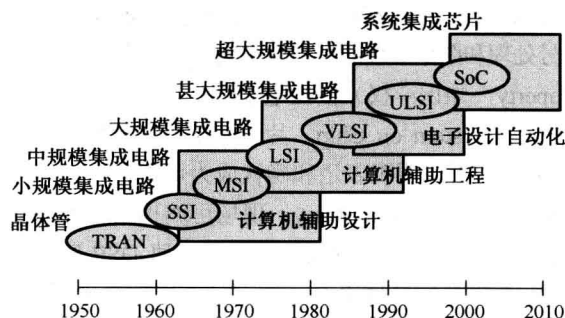 系统集成芯片
超大规模集成电路
SoC
甚大规模集成电路
ULSI
大规模集成电路
VLSI
电子设计自动化
中规模集成电路
LSI
小规模集成电路
MSI
计算机辅助工程
晶体管
SSI
计算机辅助设计
TRAN
1950 1960 1970 1980 1990 2000 2010